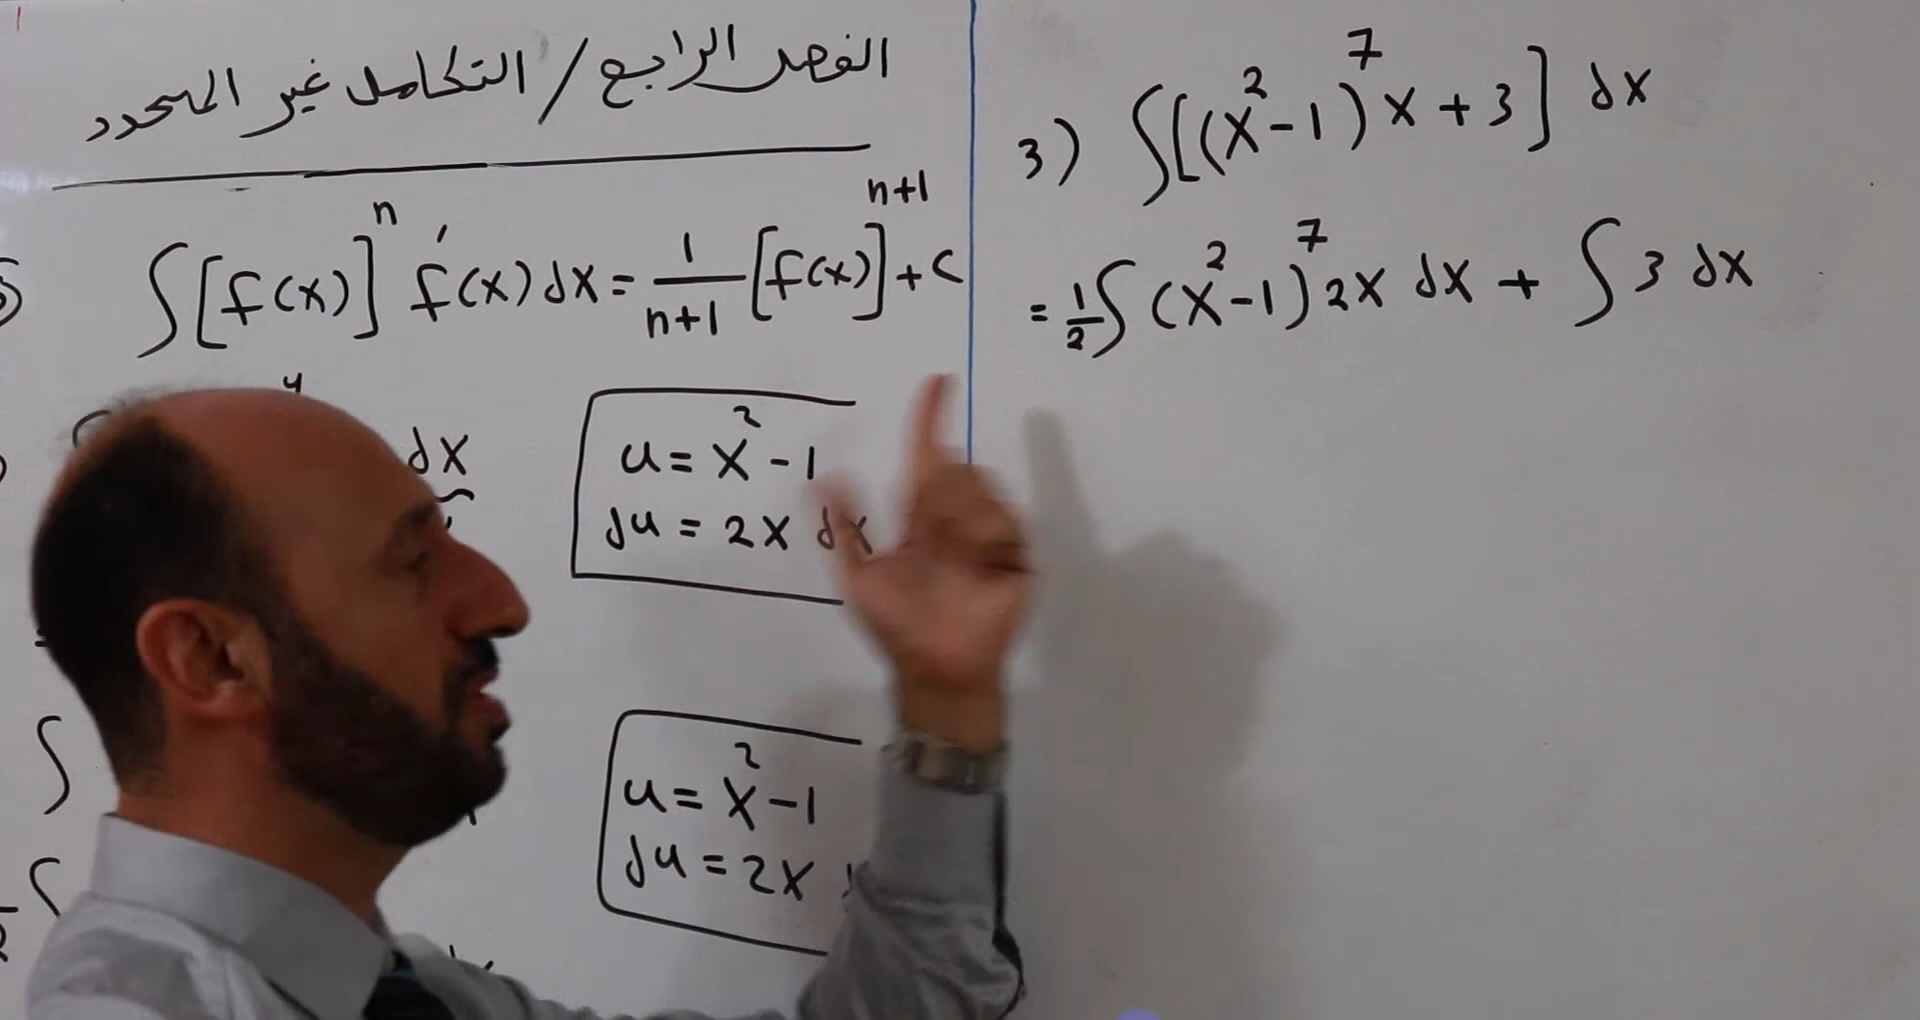 الفصل الرابع / التكامل غير المحدد
∫[f(x)]ⁿ f′(x) dx = 1/(n+1) [f(x)]ⁿ⁺¹ + c
4
dx
u = x² - 1
du = 2x dx
∫
u = x² - 1
du = 2x
∫
3) ∫[(x² - 1)⁷ x + 3] dx
= 1/2 ∫ (x² - 1)⁷ 2x dx + ∫ 3 dx